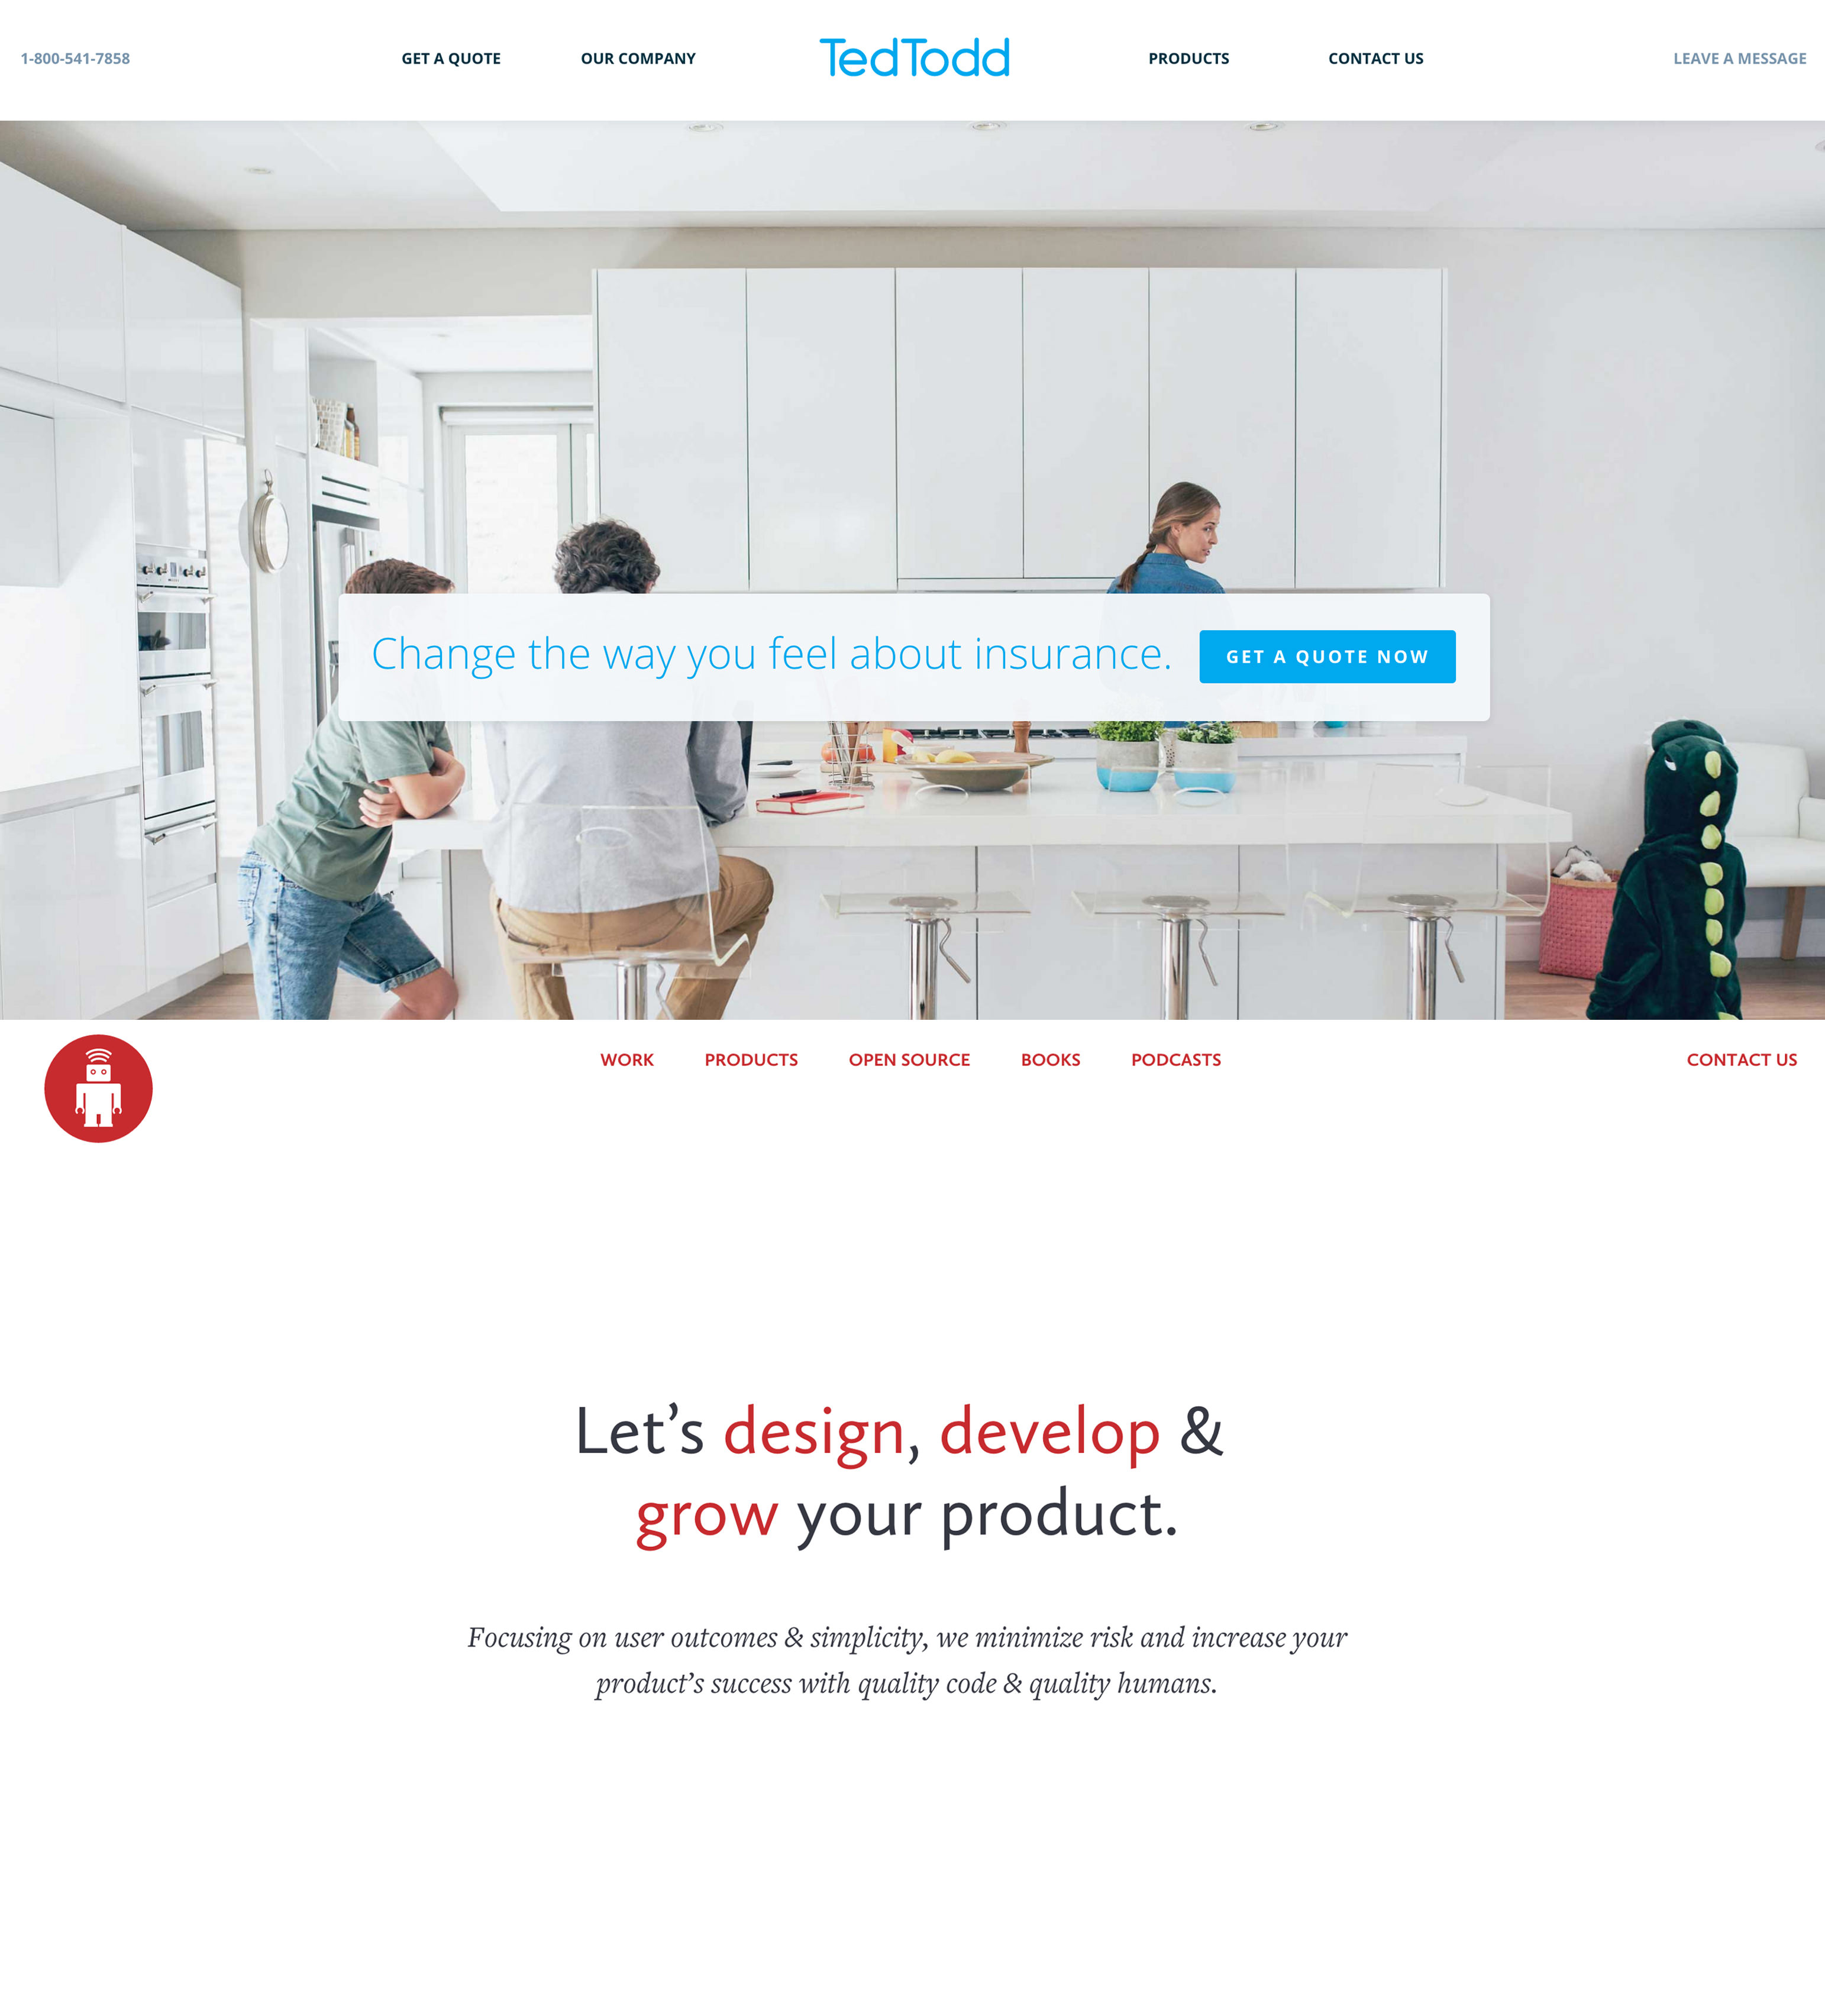 1-800-541-7858
GET A QUOTE
OUR COMPANY
TedTodd
PRODUCTS
CONTACT US
LEAVE A MESSAGE
Change the way you feel about insurance.
GET A QUOTE NOW
WORK
PRODUCTS
OPEN SOURCE
BOOKS
PODCASTS
CONTACT US
Let’s design, develop &
grow your product.
Focusing on user outcomes & simplicity, we minimize risk and increase your
product’s success with quality code & quality humans.